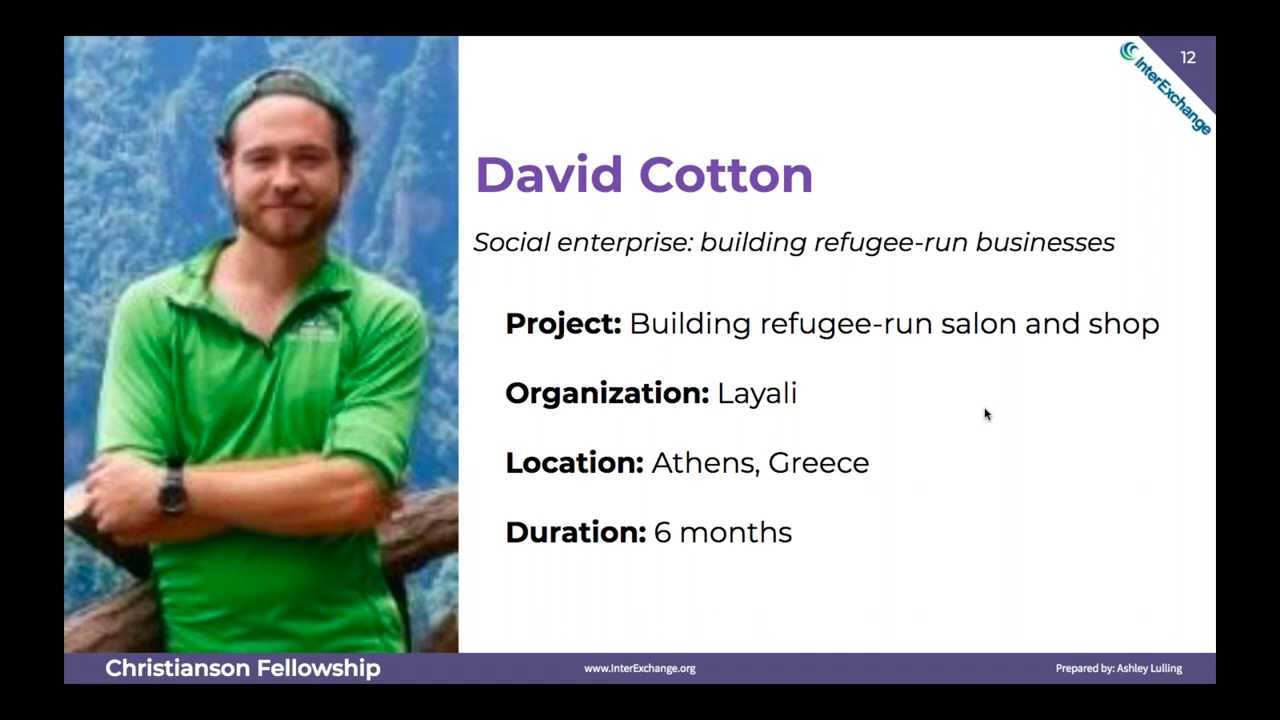 12
InterExchange
David Cotton
Social enterprise: building refugee-run businesses
Project: Building refugee-run salon and shop
Organization: Layali
Location: Athens, Greece
Duration: 6 months
Christianson Fellowship
www.InterExchange.org
Prepared by: Ashley Lulling